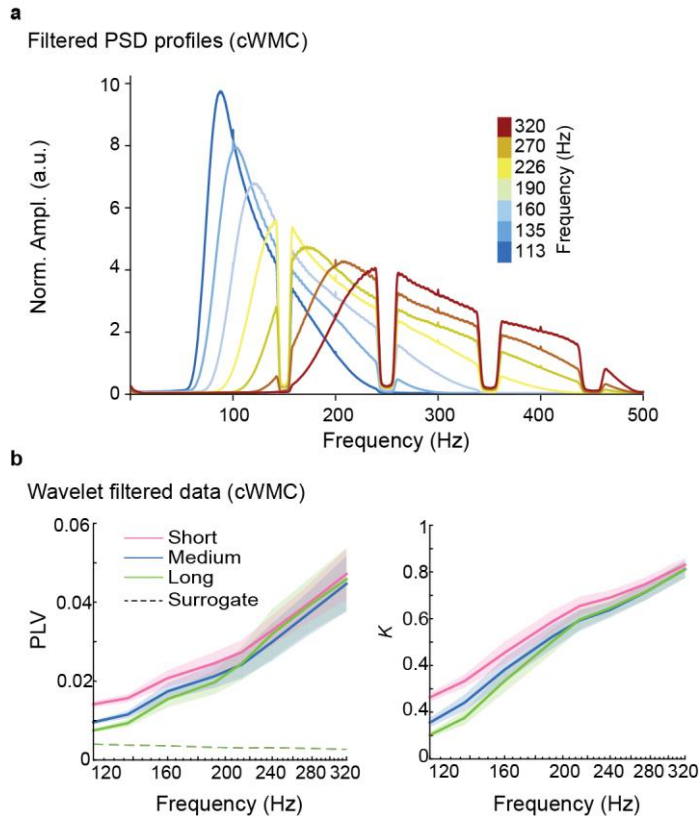 a
Filtered PSD profiles (cWMC)
10
8
6
4
2
0
Norm. Ampl. (a.u.)
320
270
226
190
160
135
113
Frequency (Hz)
100 200 300 400 500
Frequency (Hz)
b
Wavelet filtered data (cWMC)
0.06
0.04
0.02
0
PLV
Short
Medium
Long
Surrogate
120 160 200 240 280 320
Frequency (Hz)
1
0.8
0.6
0.4
0.4
0
K
120 160 200 240 280 320
Frequency (Hz)